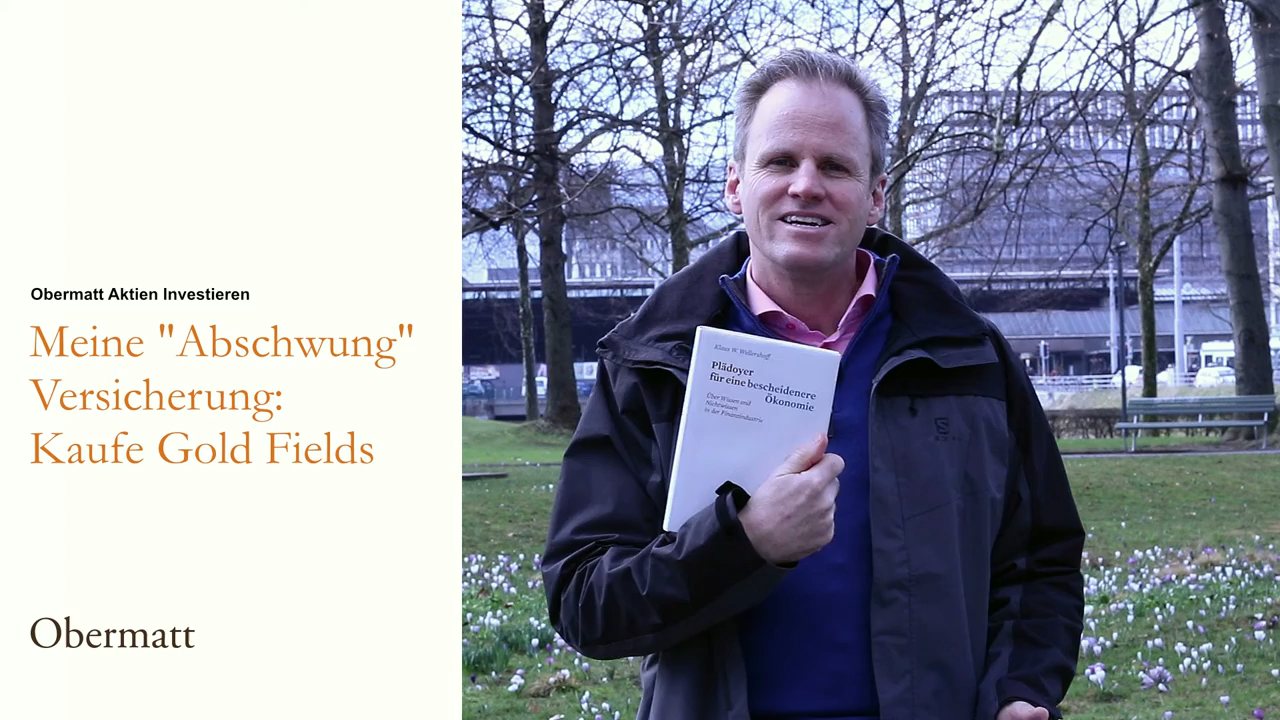 Obermatt Aktien Investieren
Meine "Abschwung"
Versicherung:
Kaufe Gold Fields
Obermatt
Klaus W. Wellershoff
Plädoyer
für eine bescheidenere
Ökonomie
Über Wissen und
Nichtwissen
in der Finanzindustrie